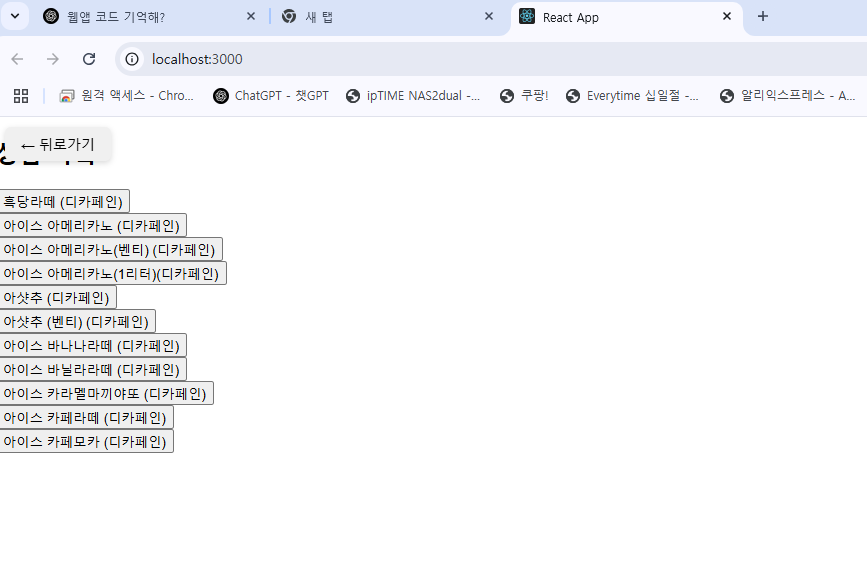 웹앱 코드 기억해?
새 탭
React App
localhost:3000
원격 액세스 - Chro...
ChatGPT - 챗GPT
ipTIME NAS2dual -...
쿠팡!
Everytime 십일절 -...
알리익스프레스 - A...
← 뒤로가기
흑당라떼 (디카페인)
아이스 아메리카노 (디카페인)
아이스 아메리카노(벤티) (디카페인)
아이스 아메리카노(1리터)(디카페인)
아샷추 (디카페인)
아샷추 (벤티) (디카페인)
아이스 바나나라떼 (디카페인)
아이스 바닐라라떼 (디카페인)
아이스 카라멜마끼야또 (디카페인)
아이스 카페라떼 (디카페인)
아이스 카페모카 (디카페인)